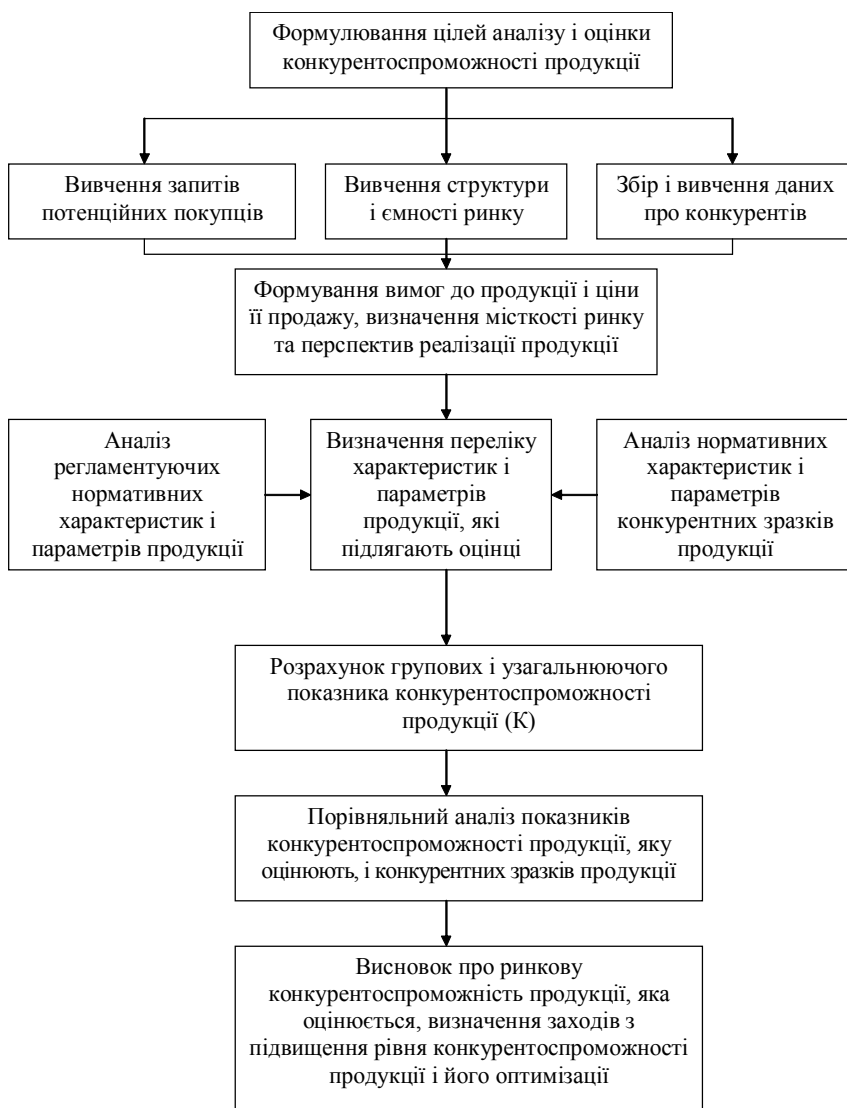 Формулювання цілей аналізу і оцінки
конкурентоспроможності продукції
Вивчення запитів
потенційних покупців
Вивчення структури
і ємності ринку
Збір і вивчення даних
про конкурентів
Формування вимог до продукції і ціни
її продажу, визначення місткості ринку
та перспектив реалізації продукції
Аналіз
регламентуючих
нормативних
характеристик і
параметрів продукції
Визначення переліку
характеристик і
параметрів
продукції, які
підлягають оцінці
Аналіз нормативних
характеристик і
параметрів
конкурентних зразків
продукції
Розрахунок групових і узагальнюючого
показника конкурентоспроможності
продукції (К)
Порівняльний аналіз показників
конкурентоспроможності продукції, яку
оцінюють, і конкурентних зразків продукції
Висновок про ринкову
конкурентоспроможність продукції, яка
оцінюється, визначення заходів з
підвищення рівня конкурентоспроможності
продукції і його оптимізації